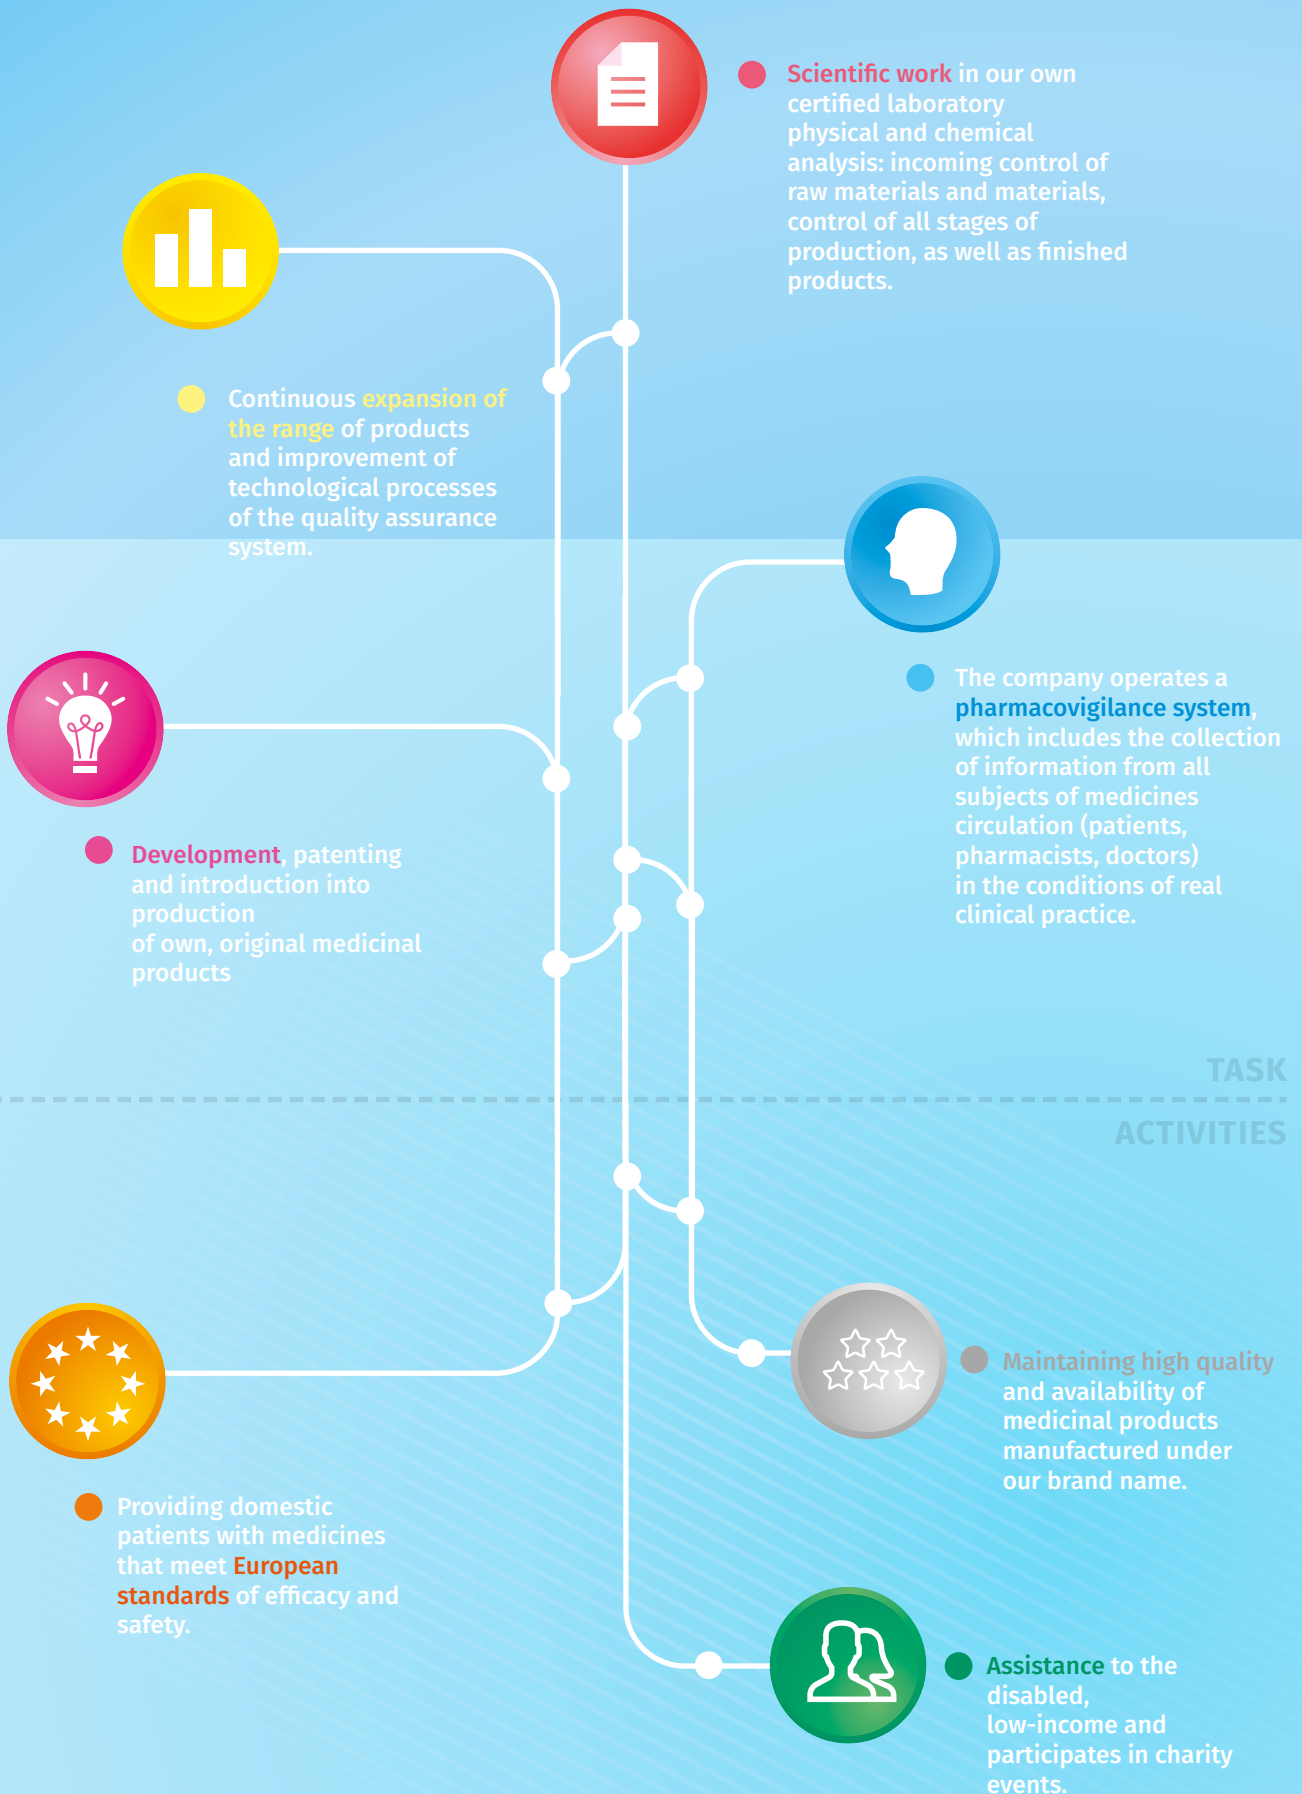 Scientific work in our own
certified laboratory
physical and chemical
analysis: incoming control of
raw materials and materials,
control of all stages of
production, as well as finished
products.
Continuous expansion of
the range of products
and improvement of
technological processes
of the quality assurance
system.
The company operates a
pharmacovigilance system,
which includes the collection
of information from all
subjects of medicines
circulation (patients,
pharmacists, doctors)
in the conditions of real
clinical practice.
Development, patenting
and introduction into
production
of own, original medicinal
products
TASK
ACTIVITIES
Maintaining high quality
and availability of
medicinal products
manufactured under
our brand name.
Providing domestic
patients with medicines
that meet European
standards of efficacy and
safety.
Assistance to the
disabled,
low-income and
participates in charity
events.